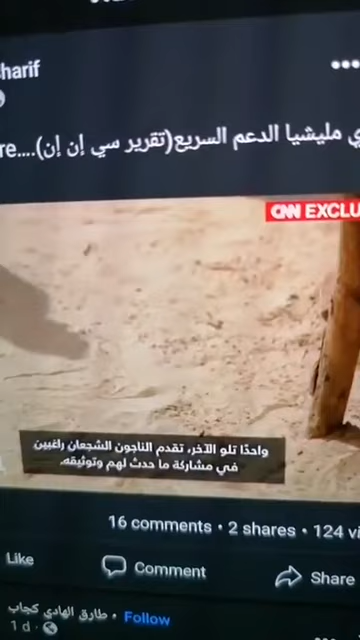 harif
ي مليشيا الدعم السريع(تقرير سي إن إن)....re
CNN EXCLU
واحدًا تلو الآخر، تقدم الناجون الشجعان راغبين
في مشاركة ما حدث لهم وتوثيقه.
16 comments • 2 shares • 124 vi
Like
Comment
Share
طارق الهادي كجاب • Follow
1 d •